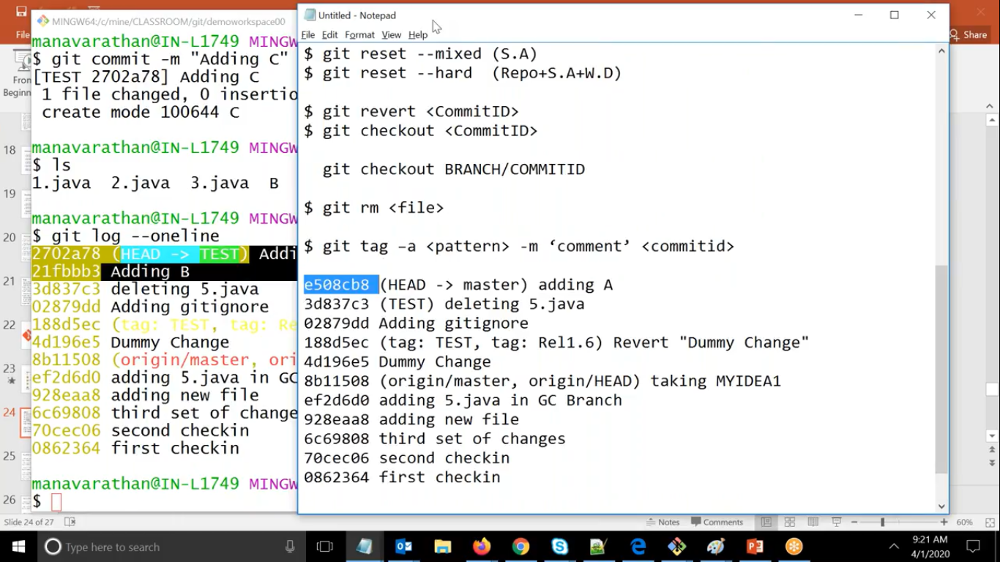 MINGW64:/c/mine/CLASSROOM/git/demoworkspace00
File
From
Beginn
manavarathan@IN-L1749 MINGW
$ git commit -m "Adding C"
[TEST 2702a78] Adding C
1 file changed, 0 insertio
create mode 100644 C
manavarathan@IN-L1749 MINGW
$ ls
1.java 2.java 3.java B
manavarathan@IN-L1749 MINGW
$ git log --oneline
2702a78 (HEAD -> TEST) Addi
21fbbb3 Adding B
3d837c3 deleting 5.java
02879dd Adding gitignore
188d5ec (tag: TEST, tag: Re
4d196e5 Dummy Change
8b11508 (origin/master, ori
ef2d6d0 adding 5.java in GC
928eaa8 adding new file
6c69808 third set of change
70cec06 second checkin
0862364 first checkin
manavarathan@IN-L1749 MINGW
$
18
19
20
21
22
23
24
25
26
Untitled - Notepad
File Edit Format View Help
$ git reset --mixed (S.A)
$ git reset --hard (Repo+S.A+W.D)
$ git revert <CommitID>
$ git checkout <CommitID>
git checkout BRANCH/COMMITID
$ git rm <file>
$ git tag –a <pattern> -m ‘comment’ <commitid>
e508cb8 (HEAD -> master) adding A
3d837c3 (TEST) deleting 5.java
02879dd Adding gitignore
188d5ec (tag: TEST, tag: Rel1.6) Revert "Dummy Change"
4d196e5 Dummy Change
8b11508 (origin/master, origin/HEAD) taking MYIDEA1
ef2d6d0 adding 5.java in GC Branch
928eaa8 adding new file
6c69808 third set of changes
70cec06 second checkin
0862364 first checkin
Share
Slide 24 of 27
Notes Comments 60%
Type here to search
9:21 AM
4/1/2020